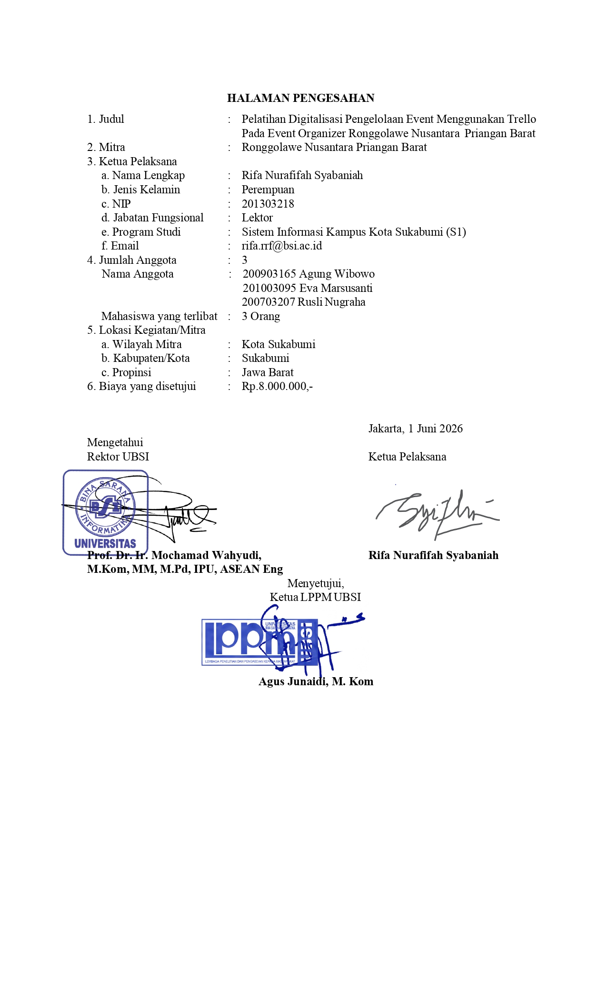 HALAMAN PENGESAHAN
1. Judul : Pelatihan Digitalisasi Pengelolaan Event Menggunakan Trello
Pada Event Organizer Ronggolawe Nusantara Priangan Barat
2. Mitra : Ronggolawe Nusantara Priangan Barat
3. Ketua Pelaksana
a. Nama Lengkap : Rifa Nurafifah Syabaniah
b. Jenis Kelamin : Perempuan
c. NIP : 201303218
d. Jabatan Fungsional : Lektor
e. Program Studi : Sistem Informasi Kampus Kota Sukabumi (S1)
f. Email : rifa.rrf@bsi.ac.id
4. Jumlah Anggota : 3
Nama Anggota : 200903165 Agung Wibowo
201003095 Eva Marsusanti
200703207 Rusli Nugraha
Mahasiswa yang terlibat : 3 Orang
5. Lokasi Kegiatan/Mitra
a. Wilayah Mitra : Kota Sukabumi
b. Kabupaten/Kota : Sukabumi
c. Propinsi : Jawa Barat
6. Biaya yang disetujui : Rp.8.000.000,-
Jakarta, 1 Juni 2026
Mengetahui
Rektor UBSI Ketua Pelaksana
BINA SARANA
BSI
INFORMATIKA
UNIVERSITAS
Prof. Dr. Ir. Mochamad Wahyudi, Rifa Nurafifah Syabaniah
M.Kom, MM, M.Pd, IPU, ASEAN Eng
Menyetujui,
Ketua LPPM UBSI
UNIVERSITAS
BINA SARANA INFORMATIKA
lppm
UBSI
LEMBAGA PENELITIAN DAN PENGABDIAN KEPADA MASYARAKAT
Agus Junaidi, M. Kom